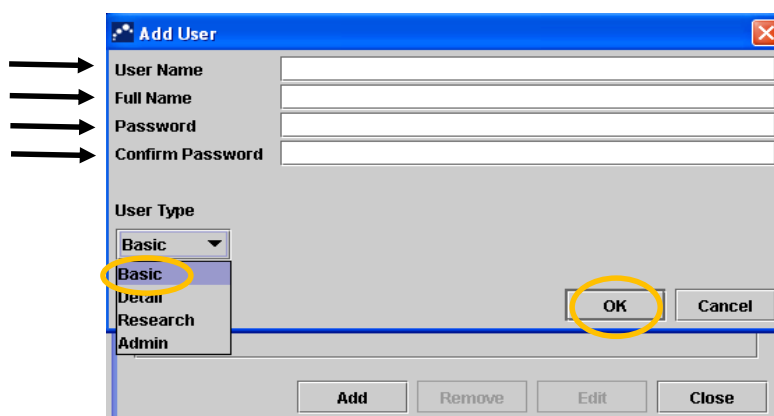 Add User
User Name
Full Name
Password
Confirm Password
User Type
Basic
Basic
Detail
Research
Admin
OK Cancel
Add Remove Edit Close